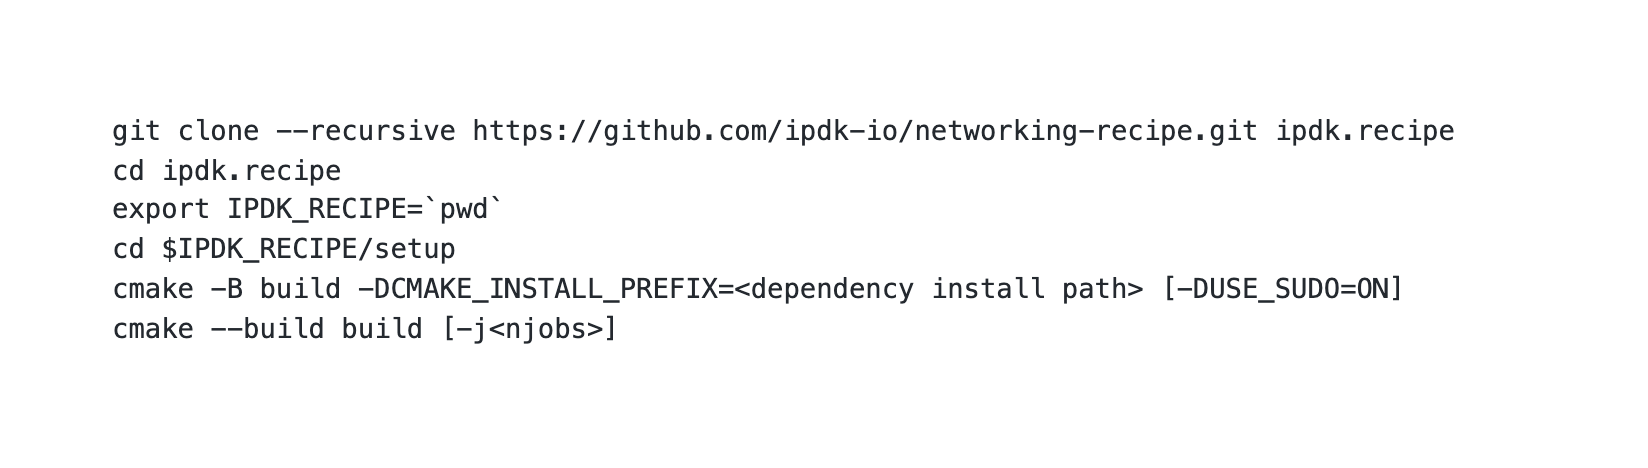 git clone --recursive https://github.com/ipdk-io/networking-recipe.git ipdk.recipe
cd ipdk.recipe
export IPDK_RECIPE=`pwd`
cd $IPDK_RECIPE/setup
cmake -B build -DCMAKE_INSTALL_PREFIX=<dependency install path> [-DUSE_SUDO=ON]
cmake --build build [-j<njobs>]